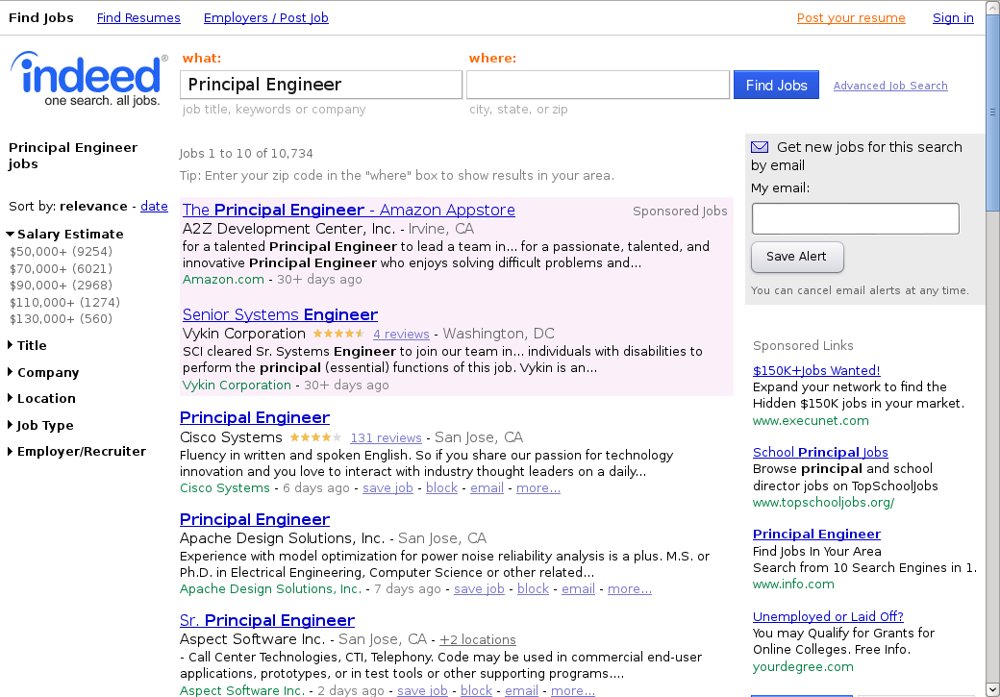 Find Jobs Find Resumes Employers / Post Job Post your resume Sign in
indeed®
one search. all jobs.
what: where:
Principal Engineer Find Jobs Advanced Job Search
job title, keywords or company city, state, or zip
Principal Engineer
jobs
Sort by: relevance - date
Salary Estimate
$50,000+ (9254)
$70,000+ (6021)
$90,000+ (2968)
$110,000+ (1274)
$130,000+ (560)
Title
Company
Location
Job Type
Employer/Recruiter
Jobs 1 to 10 of 10,734
Tip: Enter your zip code in the "where" box to show results in your area.
The Principal Engineer - Amazon Appstore Sponsored Jobs
A2Z Development Center, Inc. - Irvine, CA
for a talented Principal Engineer to lead a team in... for a passionate, talented, and
innovative Principal Engineer who enjoys solving difficult problems and...
Amazon.com - 30+ days ago
Senior Systems Engineer
Vykin Corporation 4 reviews - Washington, DC
SCI cleared Sr. Systems Engineer to join our team in... individuals with disabilities to
perform the principal (essential) functions of this job. Vykin is an...
Vykin Corporation - 30+ days ago
Principal Engineer
Cisco Systems 131 reviews - San Jose, CA
Fluency in written and spoken English. So if you share our passion for technology
innovation and you love to interact with industry thought leaders on a daily...
Cisco Systems - 6 days ago - save job - block - email - more...
Principal Engineer
Apache Design Solutions, Inc. - San Jose, CA
Experience with model optimization for power noise reliability analysis is a plus. M.S. or
Ph.D. in Electrical Engineering, Computer Science or other related...
Apache Design Solutions, Inc. - 7 days ago - save job - block - email - more...
Sr. Principal Engineer
Aspect Software Inc. - San Jose, CA - +2 locations
- Call Center Technologies, CTI, Telephony. Code may be used in commercial end-user
applications, prototypes, or in test tools or other supporting programs....
Aspect Software Inc. - 2 days ago - save job - block - email - more...
Get new jobs for this search
by email
My email:
Save Alert
You can cancel email alerts at any time.
Sponsored Links
$150K+Jobs Wanted!
Expand your network to find the
Hidden $150K jobs in your market.
www.execunet.com
School Principal Jobs
Browse principal and school
director jobs on TopSchoolJobs
www.topschooljobs.org/
Principal Engineer
Find Jobs In Your Area
Search from 10 Search Engines in 1.
www.info.com
Unemployed or Laid Off?
You may Qualify for Grants for
Online Colleges. Free Info.
yourdegree.com